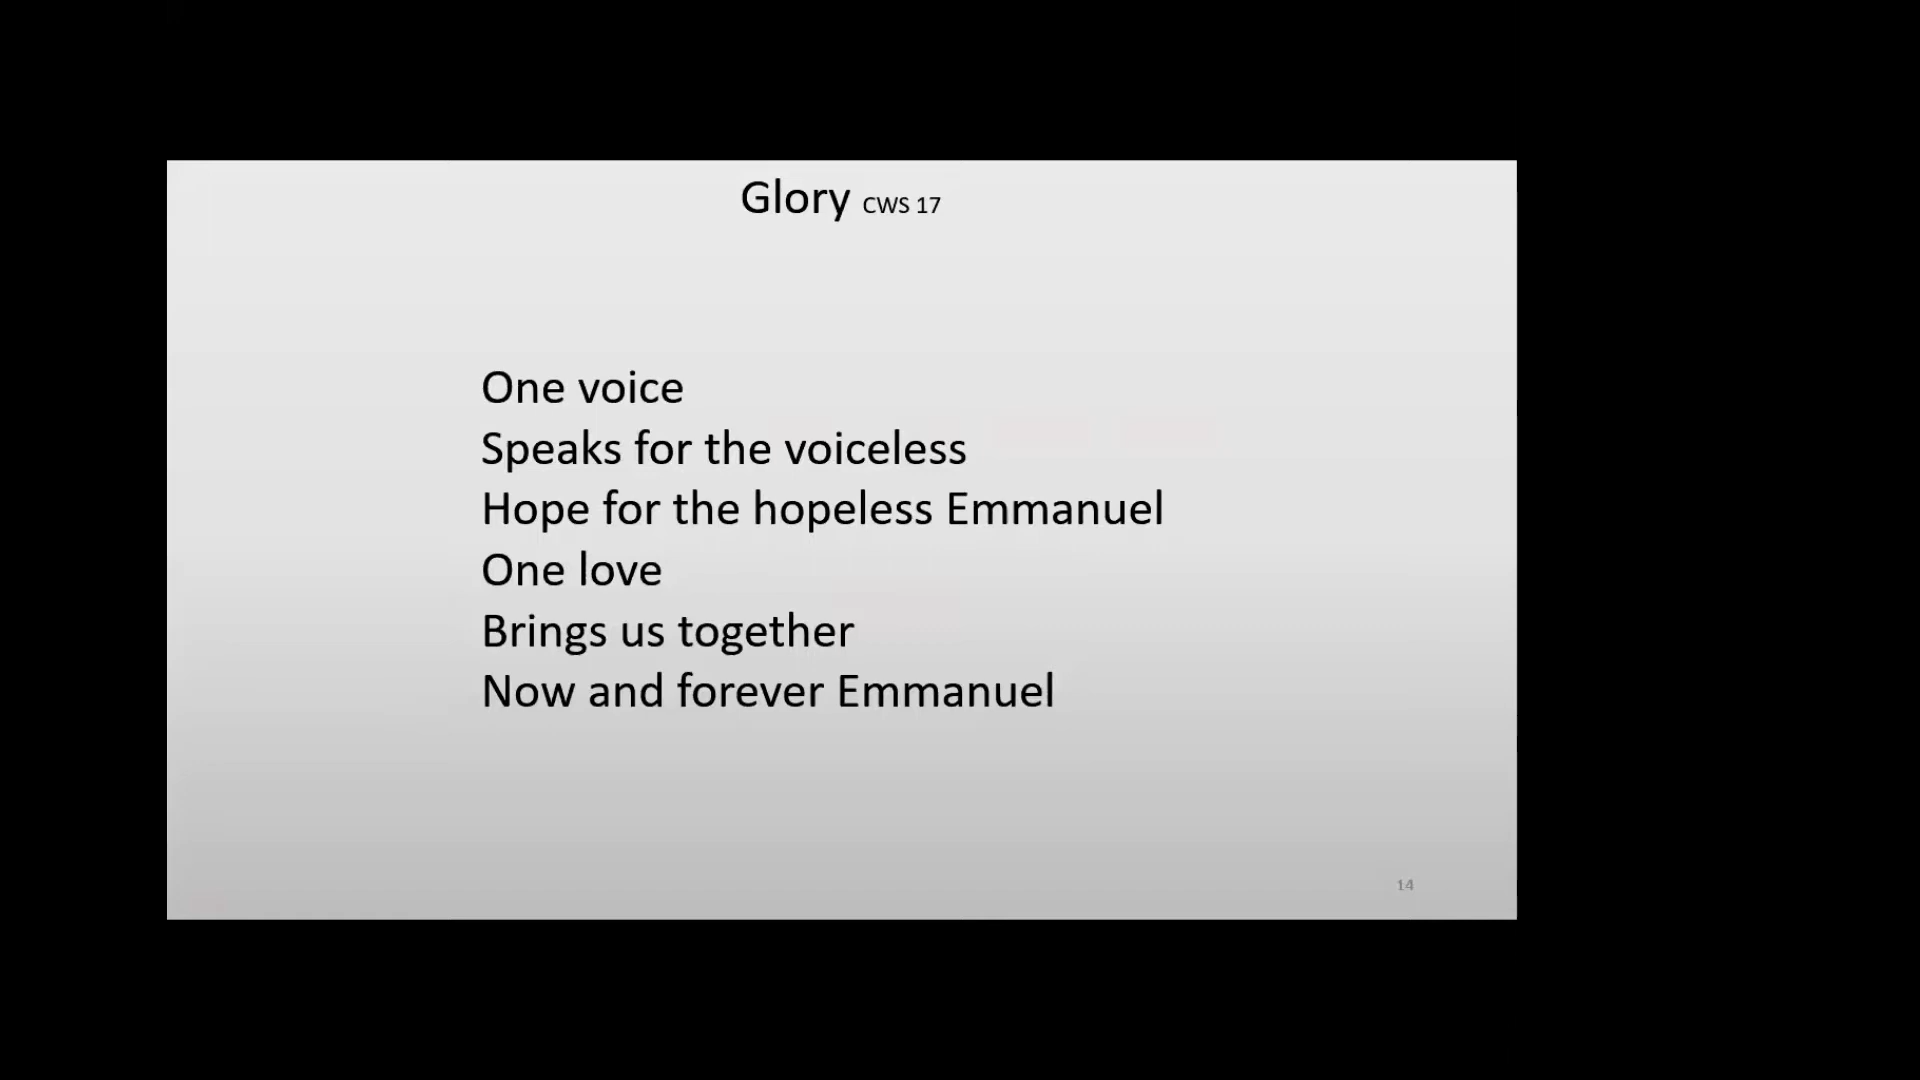 Glory CWS 17
One voice
Speaks for the voiceless
Hope for the hopeless Emmanuel
One love
Brings us together
Now and forever Emmanuel
14